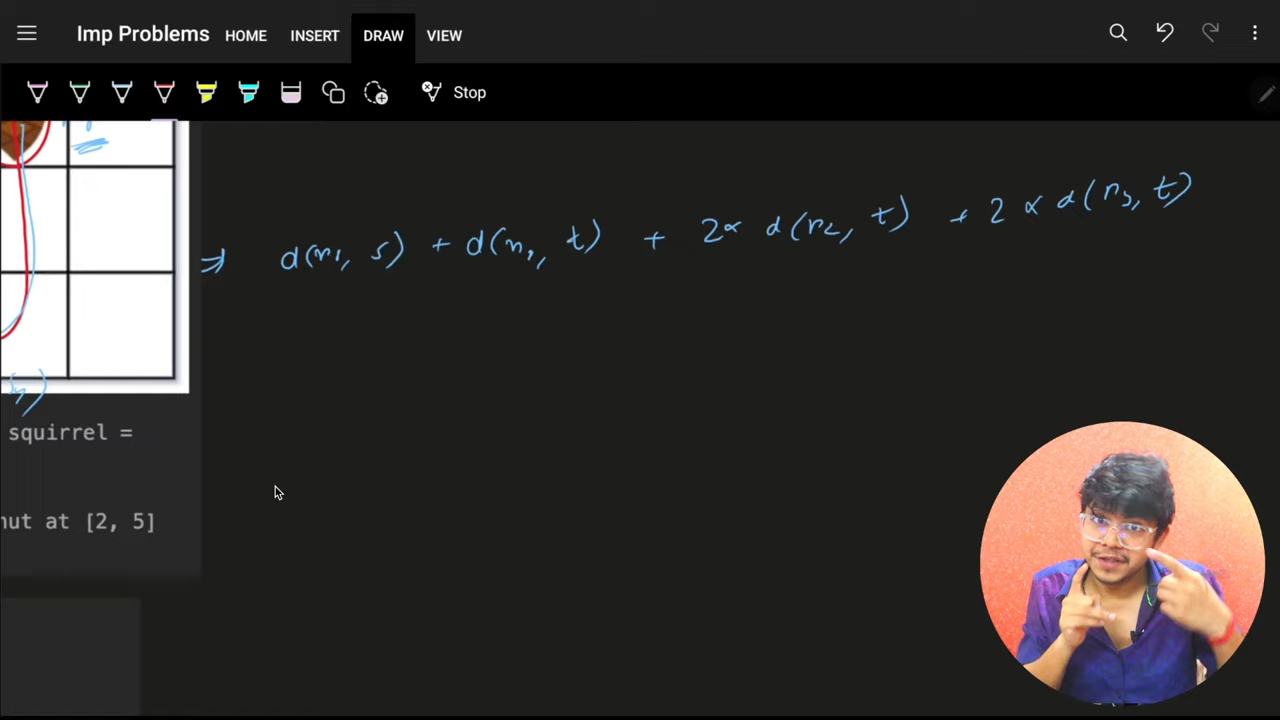 Imp Problems HOME INSERT DRAW VIEW
Stop
⇒ d(n1, s) + d(n1, t) + 2 × d(n2, t) + 2 × d(n3, t)
squirrel =
nut at [2, 5]